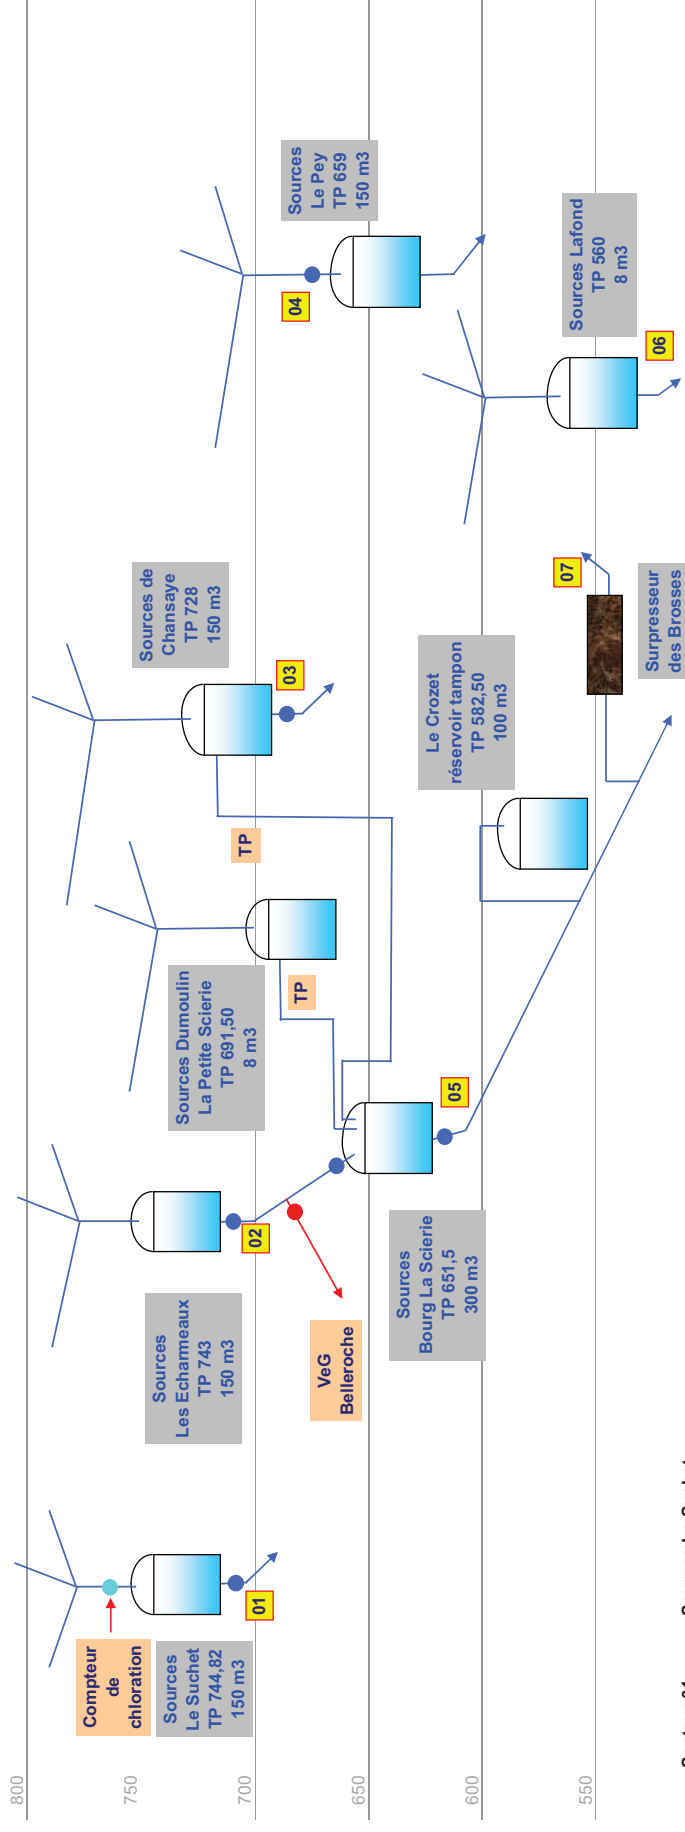 800
750
700
650
600
550
Compteur
de
chloration
Sources
Le Suchet
TP 744,82
150 m3
01
Sources
Les Echarmeaux
TP 743
150 m3
02
VeG
Belleroche
Sources
Bourg La Scierie
TP 651,5
300 m3
05
Sources Dumoulin
La Petite Scierie
TP 691,50
8 m3
TP
TP
Sources de
Chansaye
TP 728
150 m3
03
Le Crozet
réservoir tampon
TP 582,50
100 m3
07
Surpresseur
des Brosses
Sources
Le Pey
TP 659
150 m3
04
Sources Lafond
TP 560
8 m3
06